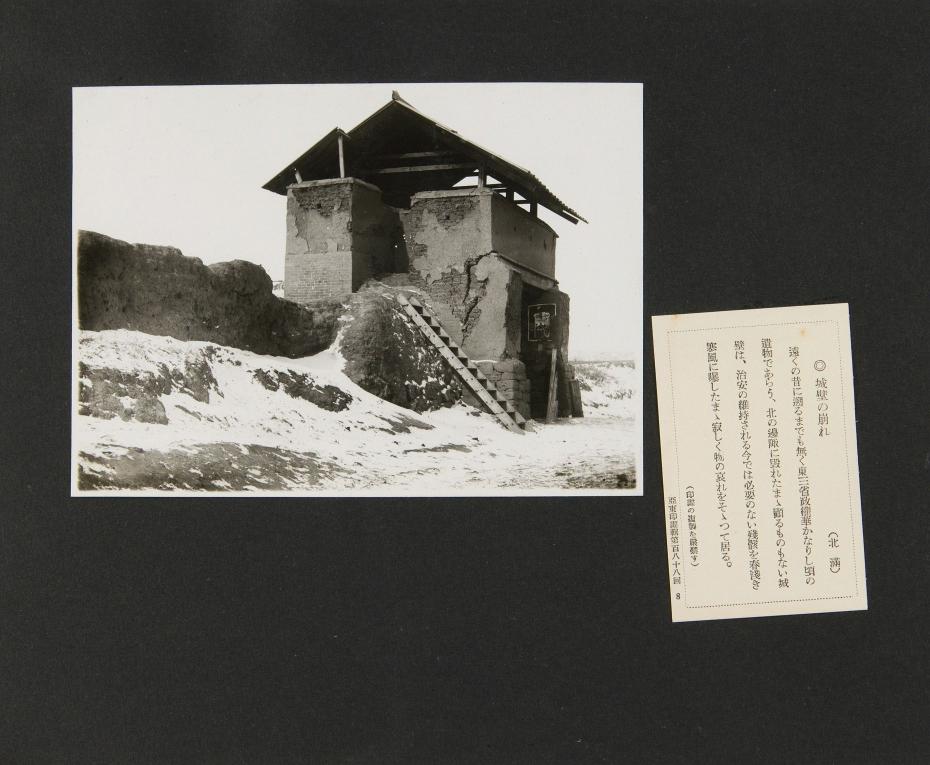 ◎ 城壁の崩れ
(北滿)
遠くの昔に遡るまでも無く東三省政権華かなりし頃の
遺物であらう、北の邊陬に毀れたまゝ顧るものもない城
壁は、治安の維持される今では必要のない殘骸を春淺き
寒風に曝したまゝ寂しく物の哀れをそゝつて居る。
(印畫の複製を嚴禁す)
亞東印畫輯第百八十八回 8